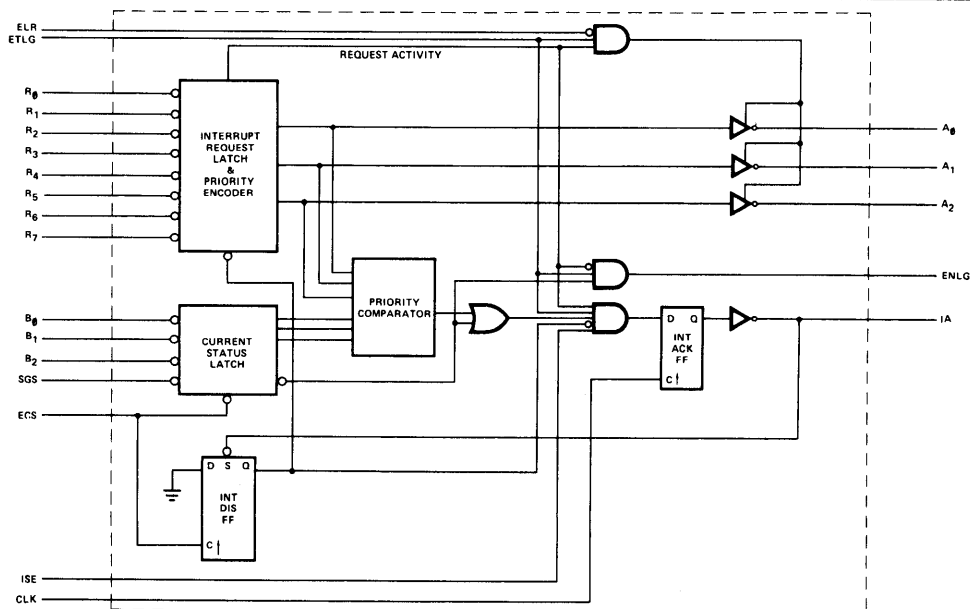 ELR
ETLG
REQUEST ACTIVITY
R0
R1
R2
R3
R4
R5
R6
R7
INTERRUPT
REQUEST
LATCH
&
PRIORITY
ENCODER
A0
A1
A2
ENLG
PRIORITY
COMPARATOR
B0
B1
B2
SGS
CURRENT
STATUS
LATCH
D Q
INT
ACK
FF
C↑
IA
ECS
D S Q
INT
DIS
FF
C↑
ISE
CLK